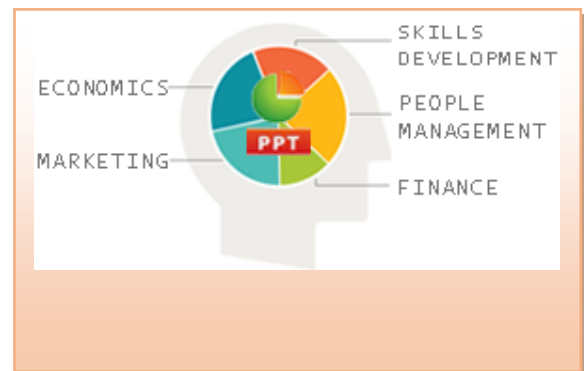 SKILLS
DEVELOPMENT
ECONOMICS
PEOPLE
MANAGEMENT
PPT
MARKETING
FINANCE